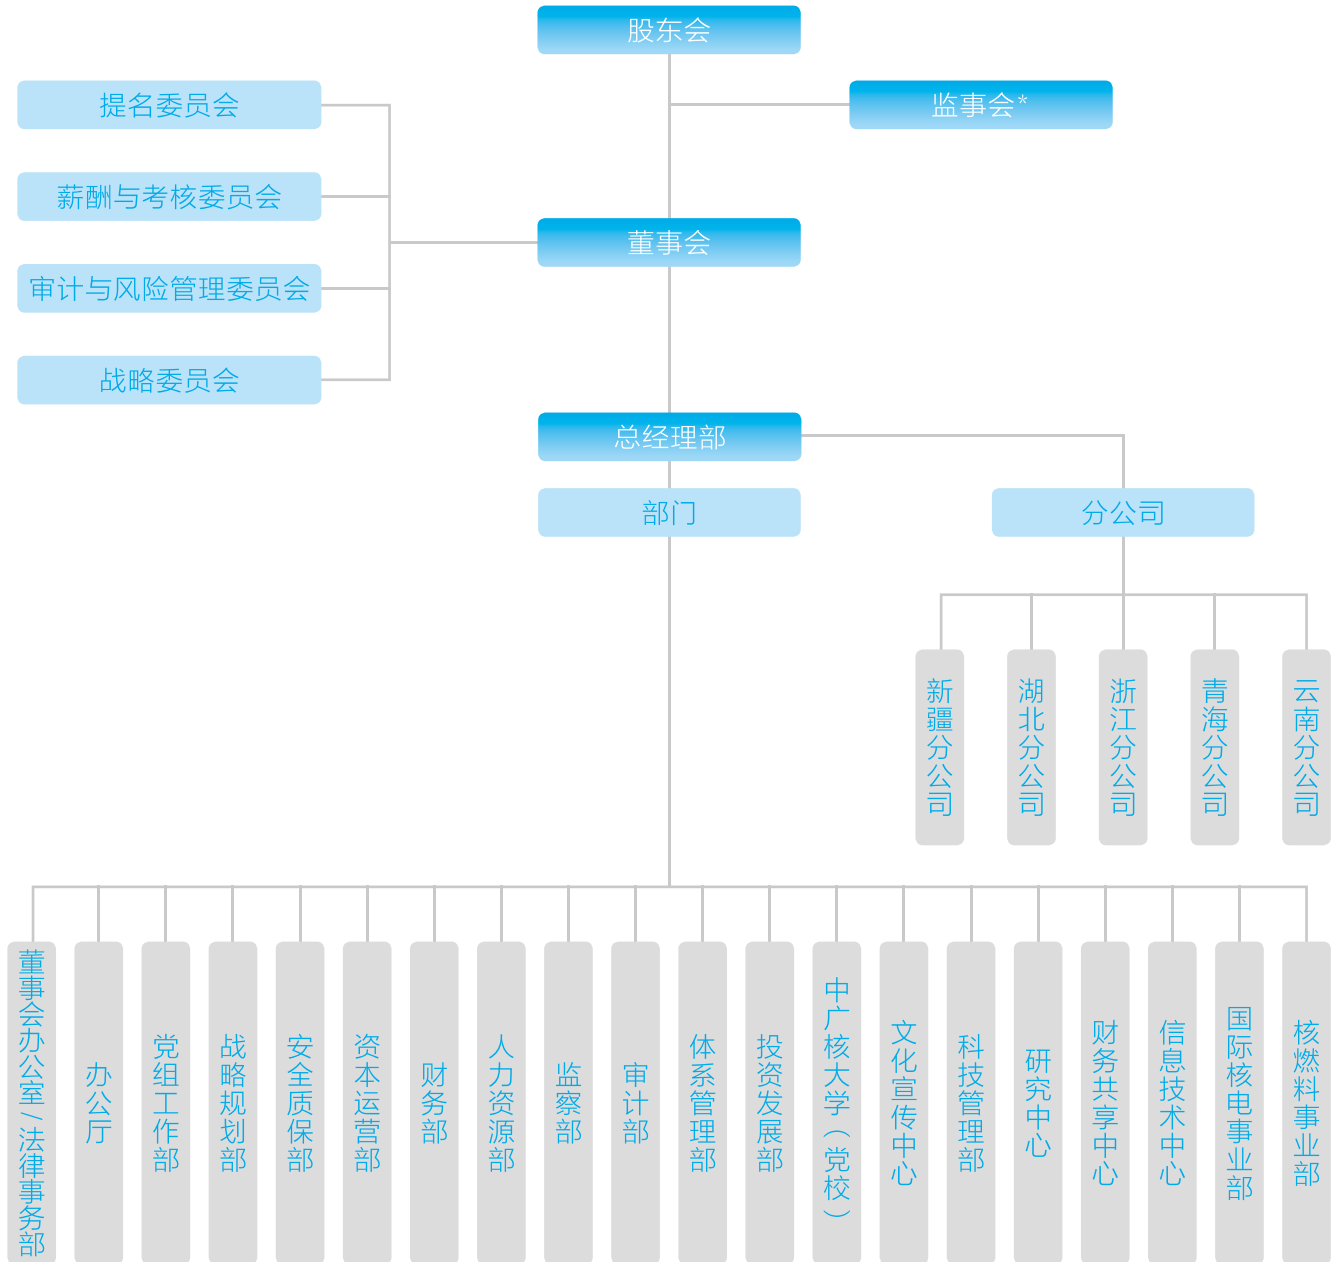 股东会
监事会*
提名委员会
薪酬与考核委员会
董事会
审计与风险管理委员会
战略委员会
总经理部
部门
分公司
新疆分公司
湖北分公司
浙江分公司
青海分公司
云南分公司
董事会办公室/法律事务部
办公厅
党组工作部
战略规划部
安全质保部
资本运营部
财务部
人力资源部
监察部
审计部
体系管理部
投资发展部
中广核大学（党校）
文化宣传中心
科技管理部
研究中心
财务共享中心
信息技术中心
国际核电事业部
核燃料事业部